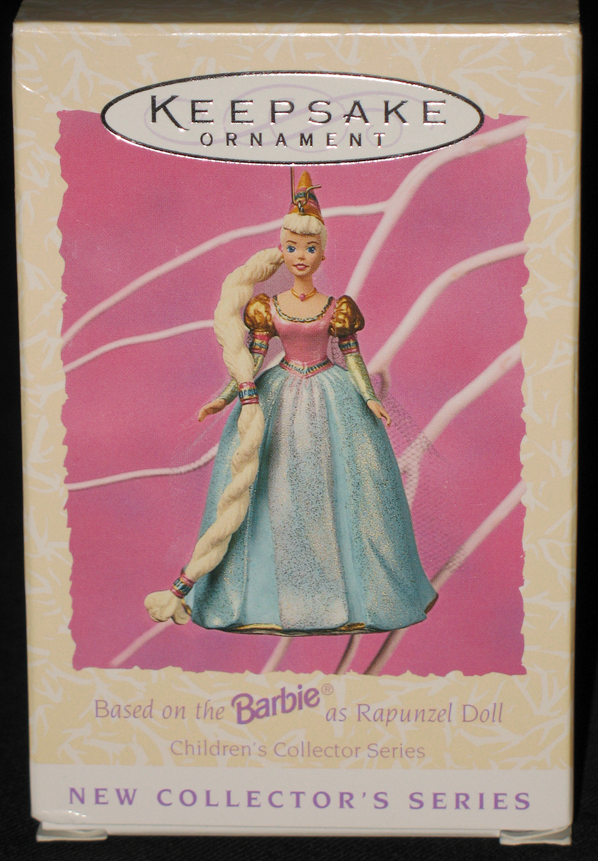 KEEPSAKE
ORNAMENT
Based on the Barbie® as Rapunzel Doll
Children's Collector Series
NEW COLLECTOR'S SERIES